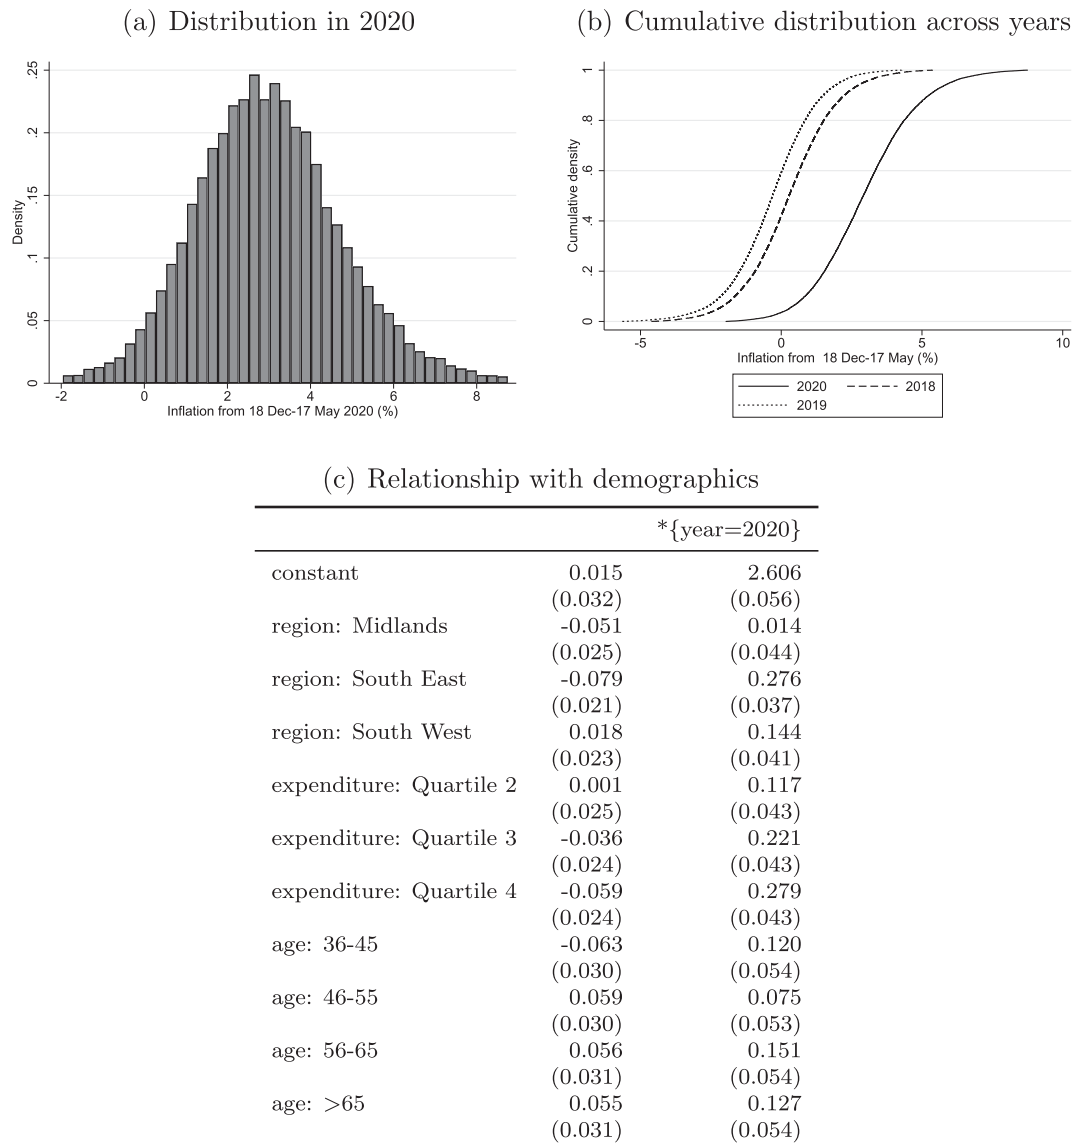 (a) Distribution in 2020
.25
.2
.15
.1
.05
0
Density
-2 0 2 4 6 8
Inflation from 18 Dec-17 May 2020 (%)
(b) Cumulative distribution across years
1
.8
.6
.4
.2
0
Cumulative density
-5 0 5 10
Inflation from 18 Dec-17 May (%)
2020 2018
2019
(c) Relationship with demographics
*{year=2020}
constant 0.015 2.606
(0.032) (0.056)
region: Midlands -0.051 0.014
(0.025) (0.044)
region: South East -0.079 0.276
(0.021) (0.037)
region: South West 0.018 0.144
(0.023) (0.041)
expenditure: Quartile 2 0.001 0.117
(0.025) (0.043)
expenditure: Quartile 3 -0.036 0.221
(0.024) (0.043)
expenditure: Quartile 4 -0.059 0.279
(0.024) (0.043)
age: 36-45 -0.063 0.120
(0.030) (0.054)
age: 46-55 0.059 0.075
(0.030) (0.053)
age: 56-65 0.056 0.151
(0.031) (0.054)
age: >65 0.055 0.127
(0.031) (0.054)